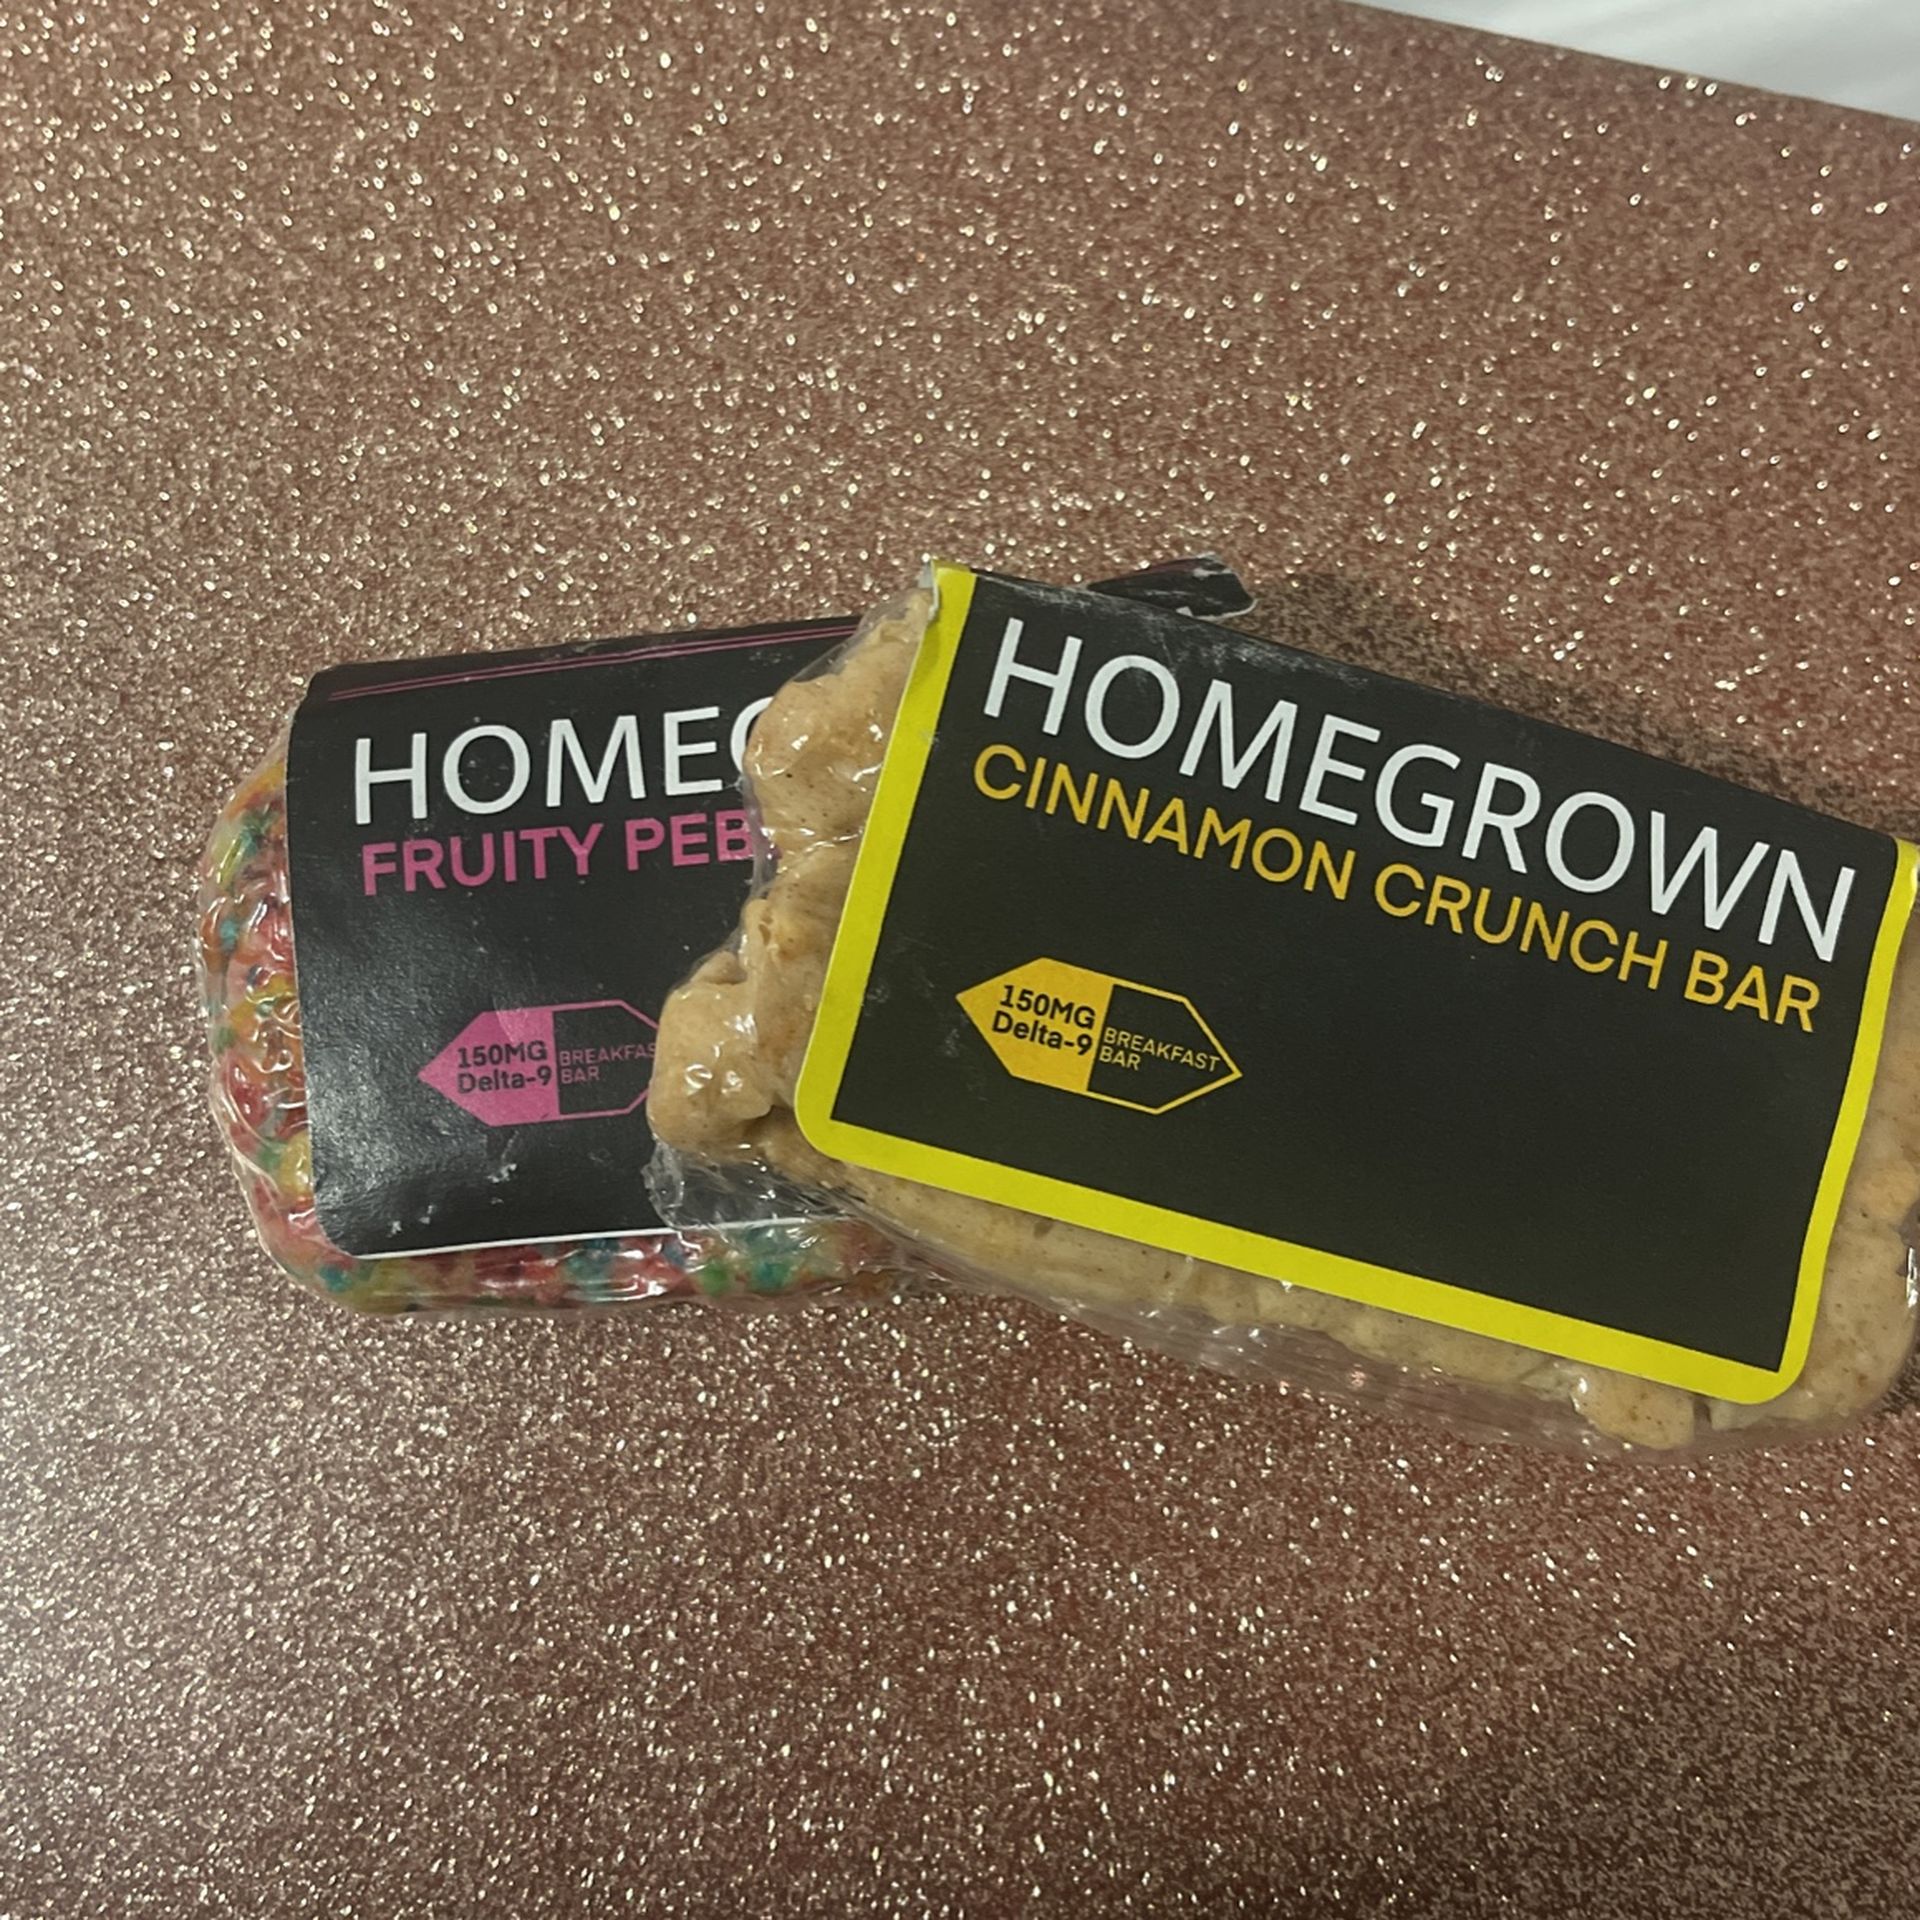 HOMEG
FRUITY PEB
150MG
Delta-9
BREAKFAS
BAR
HOMEGROWN
CINNAMON CRUNCH BAR
150MG
Delta-9
BREAKFAST
BAR